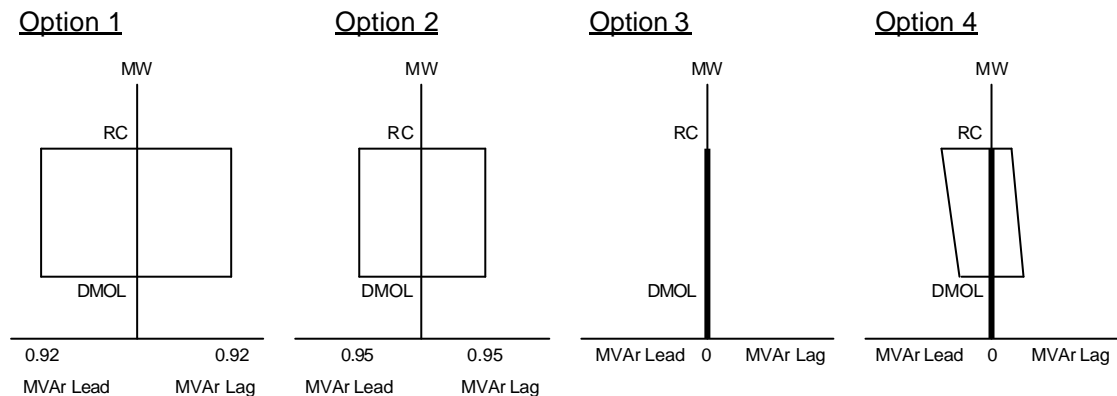 Option 1
MW
RC
DMOL
0.92 0.92
MVAr Lead MVAr Lag
Option 2
MW
RC
DMOL
0.95 0.95
MVAr Lead MVAr Lag
Option 3
MW
RC
DMOL
MVAr Lead 0 MVAr Lag
Option 4
MW
RC
DMOL
MVAr Lead 0 MVAr Lag